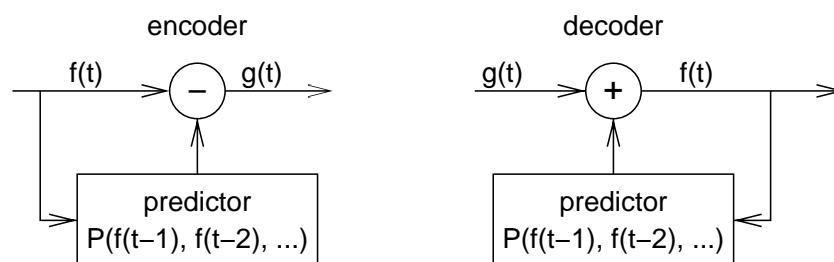 encoder
f(t)
−
g(t)
predictor
P(f(t−1), f(t−2), ...)
decoder
g(t)
+
f(t)
predictor
P(f(t−1), f(t−2), ...)